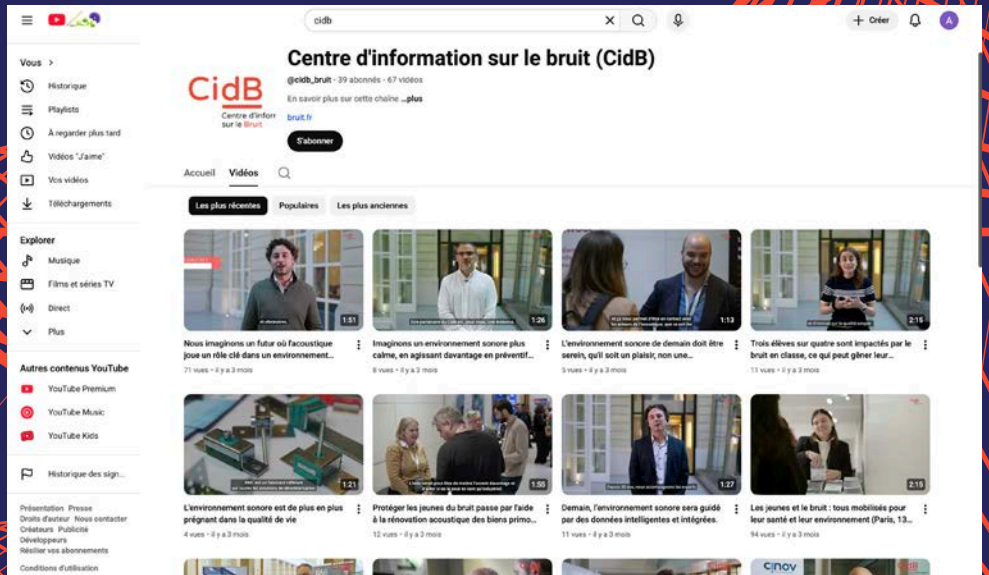 cidb
+ Créer
A
Vous >
Historique
Playlists
À regarder plus tard
Vidéos "J'aime"
Vos vidéos
Téléchargements
Explorer
Musique
Films et séries TV
Direct
Plus
Autres contenus YouTube
YouTube Premium
YouTube Music
YouTube Kids
Historique des sign...
Présentation Presse
Droits d'auteur Nous contacter
Créateurs Publicité
Développeurs
Résilier vos abonnements
Conditions d'utilisation
CidB
Centre d'inforr
sur le Bruit
Centre d'information sur le bruit (CidB)
@cidb_bruit · 39 abonnés · 67 vidéos
En savoir plus sur cette chaîne ...plus
bruit.fr
S'abonner
Accueil Vidéos
Les plus récentes Populaires Les plus anciennes
1:51
Nous imaginons un futur où l'acoustique
joue un rôle clé dans un environnement...
71 vues · il y a 3 mois
1:26
Imaginons un environnement sonore plus
calme, en agissant davantage en préventif...
8 vues · il y a 3 mois
1:13
L'environnement sonore de demain doit être
serein, qu'il soit un plaisir, non une...
5 vues · il y a 3 mois
2:15
Trois élèves sur quatre sont impactés par le
bruit en classe, ce qui peut gêner leur...
11 vues · il y a 3 mois
1:21
L'environnement sonore est de plus en plus
prégnant dans la qualité de vie
4 vues · il y a 3 mois
1:55
Protéger les jeunes du bruit passe par l'aide
à la rénovation acoustique des biens primo...
12 vues · il y a 3 mois
1:27
Demain, l'environnement sonore sera guidé
par des données intelligentes et intégrées.
11 vues · il y a 3 mois
2:15
Les jeunes et le bruit : tous mobilisés pour
leur santé et leur environnement (Paris, 13...
94 vues · il y a 3 mois
CINOV